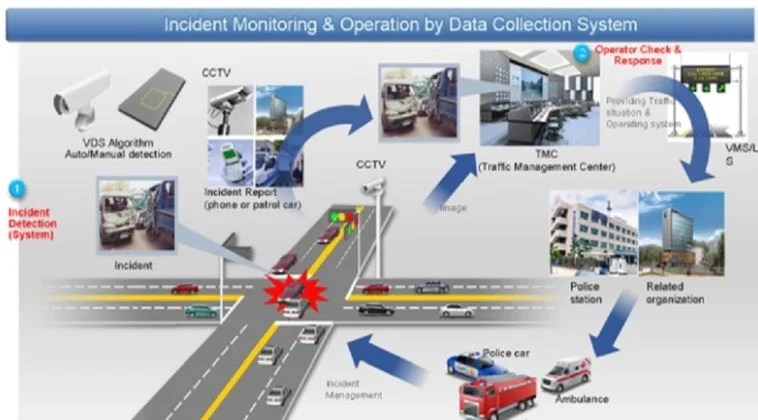 Incident Monitoring & Operation by Data Collection System
CCTV
VDS Algorithm
Auto/Manual detection
Incident Report
(phone or patrol car)
1
Incident
Detection
(System)
Incident
CCTV
Image
2
Operator Check &
Response
TMC
(Traffic Management Center)
Providing Traffic
situation &
Operating system
VMS/L
S
Police
station
Related
organization
Police car
Ambulance
Incident
Management